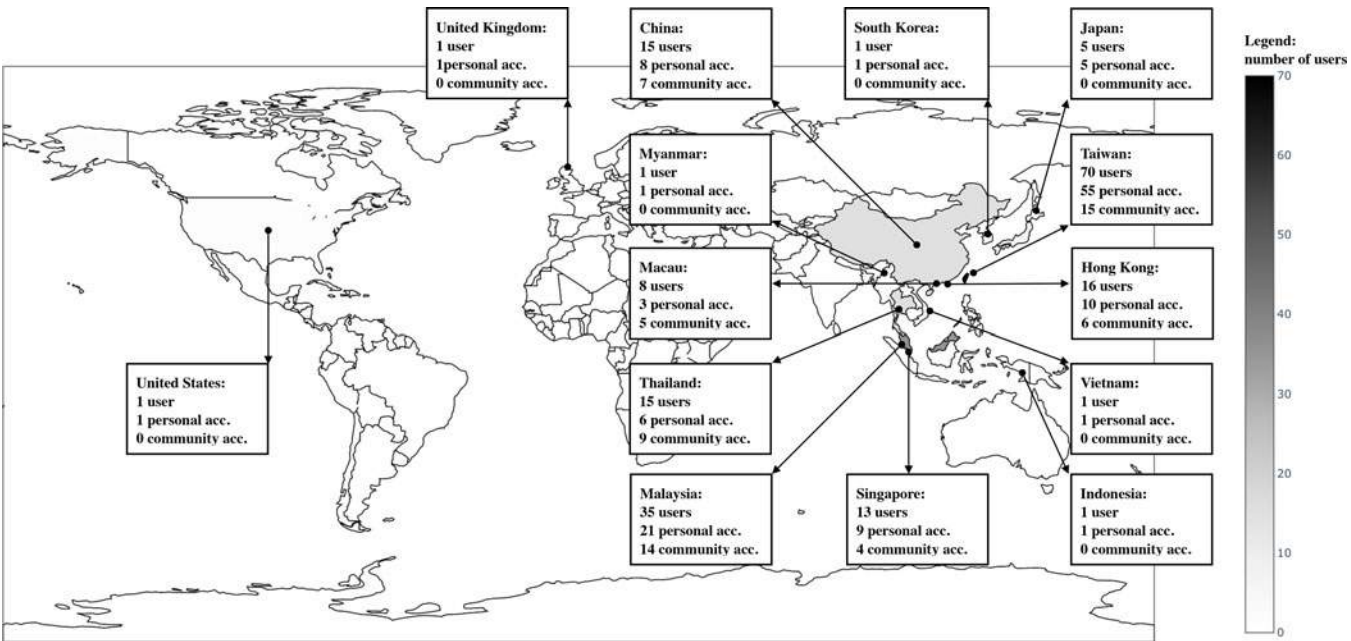 United Kingdom:
1 user
1personal acc.
0 community acc.
China:
15 users
8 personal acc.
7 community acc.
South Korea:
1 user
1 personal acc.
0 community acc.
Japan:
5 users
5 personal acc.
0 community acc.
Legend:
number of users
70
60
50
40
30
20
10
0
Myanmar:
1 user
1 personal acc.
0 community acc.
Taiwan:
70 users
55 personal acc.
15 community acc.
Macau:
8 users
3 personal acc.
5 community acc.
Hong Kong:
16 users
10 personal acc.
6 community acc.
United States:
1 user
1 personal acc.
0 community acc.
Thailand:
15 users
6 personal acc.
9 community acc.
Vietnam:
1 user
1 personal acc.
0 community acc.
Malaysia:
35 users
21 personal acc.
14 community acc.
Singapore:
13 users
9 personal acc.
4 community acc.
Indonesia:
1 user
1 personal acc.
0 community acc.